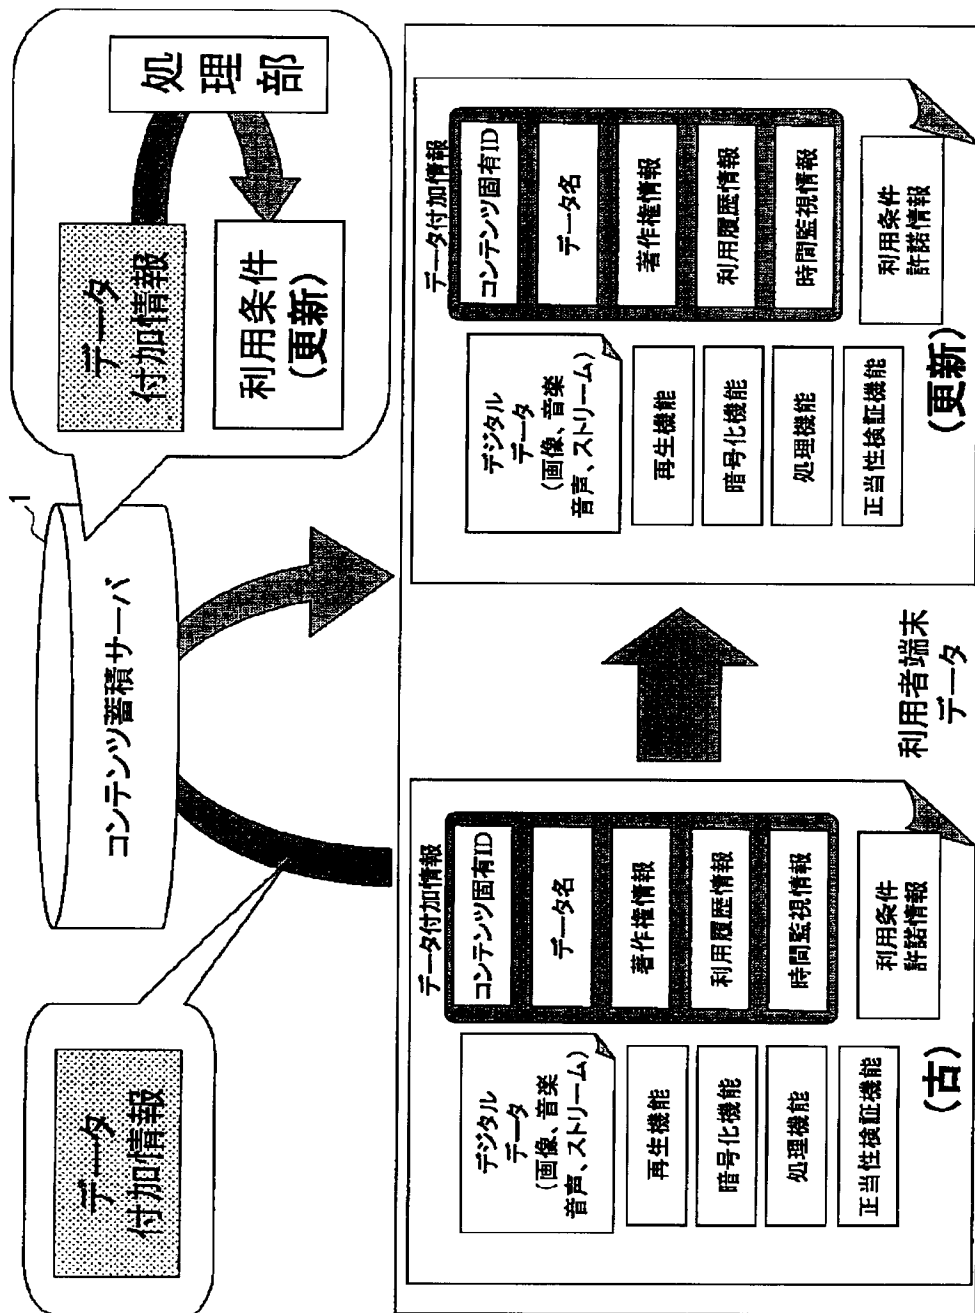 データ
付加情報
コンテンツ蓄積サーバ
1
データ
付加情報
利用条件
(更新)
処理部
デジタル
データ
(画像、音楽
音声、ストリーム)
再生機能
暗号化機能
処理機能
正当性検証機能
データ付加情報
コンテンツ固有ID
データ名
著作権情報
利用履歴情報
時間監視情報
利用条件
許諾情報
(古)
利用者端末
データ
デジタル
データ
(画像、音楽
音声、ストリーム)
再生機能
暗号化機能
処理機能
正当性検証機能
データ付加情報
コンテンツ固有ID
データ名
著作権情報
利用履歴情報
時間監視情報
利用条件
許諾情報
(更新)